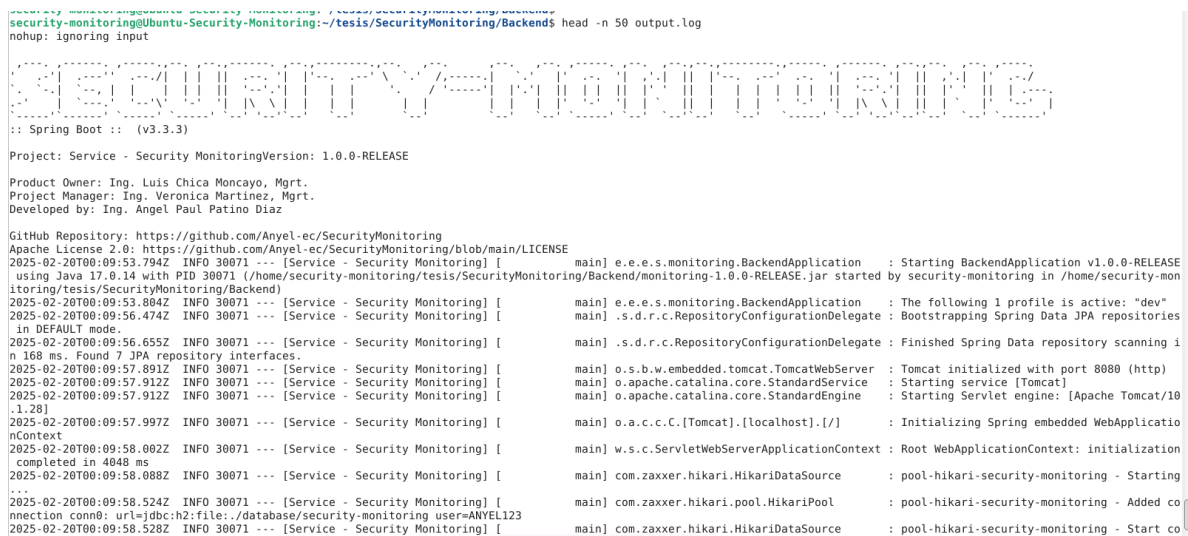 security-monitoring@Ubuntu-Security-Monitoring:~/tesis/SecurityMonitoring/Backend$ head -n 50 output.log
nohup: ignoring input
:: Spring Boot ::  (v3.3.3)
Project: Service - Security MonitoringVersion: 1.0.0-RELEASE
Product Owner: Ing. Luis Chica Moncayo, Mgrt.
Project Manager: Ing. Veronica Martinez, Mgrt.
Developed by: Ing. Angel Paul Patino Diaz
GitHub Repository: https://github.com/Anyel-ec/SecurityMonitoring
Apache License 2.0: https://github.com/Anyel-ec/SecurityMonitoring/blob/main/LICENSE
2025-02-20T00:09:53.794Z  INFO 30071 --- [Service - Security Monitoring] [           main] e.e.e.s.monitoring.BackendApplication    : Starting BackendApplication v1.0.0-RELEASE
 using Java 17.0.14 with PID 30071 (/home/security-monitoring/tesis/SecurityMonitoring/Backend/monitoring-1.0.0-RELEASE.jar started by security-monitoring in /home/security-mon
itoring/tesis/SecurityMonitoring/Backend)
2025-02-20T00:09:53.804Z  INFO 30071 --- [Service - Security Monitoring] [           main] e.e.e.s.monitoring.BackendApplication    : The following 1 profile is active: "dev"
2025-02-20T00:09:56.474Z  INFO 30071 --- [Service - Security Monitoring] [           main] .s.d.r.c.RepositoryConfigurationDelegate : Bootstrapping Spring Data JPA repositories
 in DEFAULT mode.
2025-02-20T00:09:56.655Z  INFO 30071 --- [Service - Security Monitoring] [           main] .s.d.r.c.RepositoryConfigurationDelegate : Finished Spring Data repository scanning i
n 168 ms. Found 7 JPA repository interfaces.
2025-02-20T00:09:57.891Z  INFO 30071 --- [Service - Security Monitoring] [           main] o.s.b.w.embedded.tomcat.TomcatWebServer  : Tomcat initialized with port 8080 (http)
2025-02-20T00:09:57.912Z  INFO 30071 --- [Service - Security Monitoring] [           main] o.apache.catalina.core.StandardService   : Starting service [Tomcat]
2025-02-20T00:09:57.912Z  INFO 30071 --- [Service - Security Monitoring] [           main] o.apache.catalina.core.StandardEngine    : Starting Servlet engine: [Apache Tomcat/10
.1.28]
2025-02-20T00:09:57.997Z  INFO 30071 --- [Service - Security Monitoring] [           main] o.a.c.c.C.[Tomcat].[localhost].[/]       : Initializing Spring embedded WebApplicatio
nContext
2025-02-20T00:09:58.002Z  INFO 30071 --- [Service - Security Monitoring] [           main] w.s.c.ServletWebServerApplicationContext : Root WebApplicationContext: initialization
 completed in 4048 ms
2025-02-20T00:09:58.088Z  INFO 30071 --- [Service - Security Monitoring] [           main] com.zaxxer.hikari.HikariDataSource       : pool-hikari-security-monitoring - Starting
...
2025-02-20T00:09:58.524Z  INFO 30071 --- [Service - Security Monitoring] [           main] com.zaxxer.hikari.pool.HikariPool        : pool-hikari-security-monitoring - Added co
nnection conn0: url=jdbc:h2:file:./database/security-monitoring user=ANYEL123
2025-02-20T00:09:58.528Z  INFO 30071 --- [Service - Security Monitoring] [           main] com.zaxxer.hikari.HikariDataSource       : pool-hikari-security-monitoring - Start co